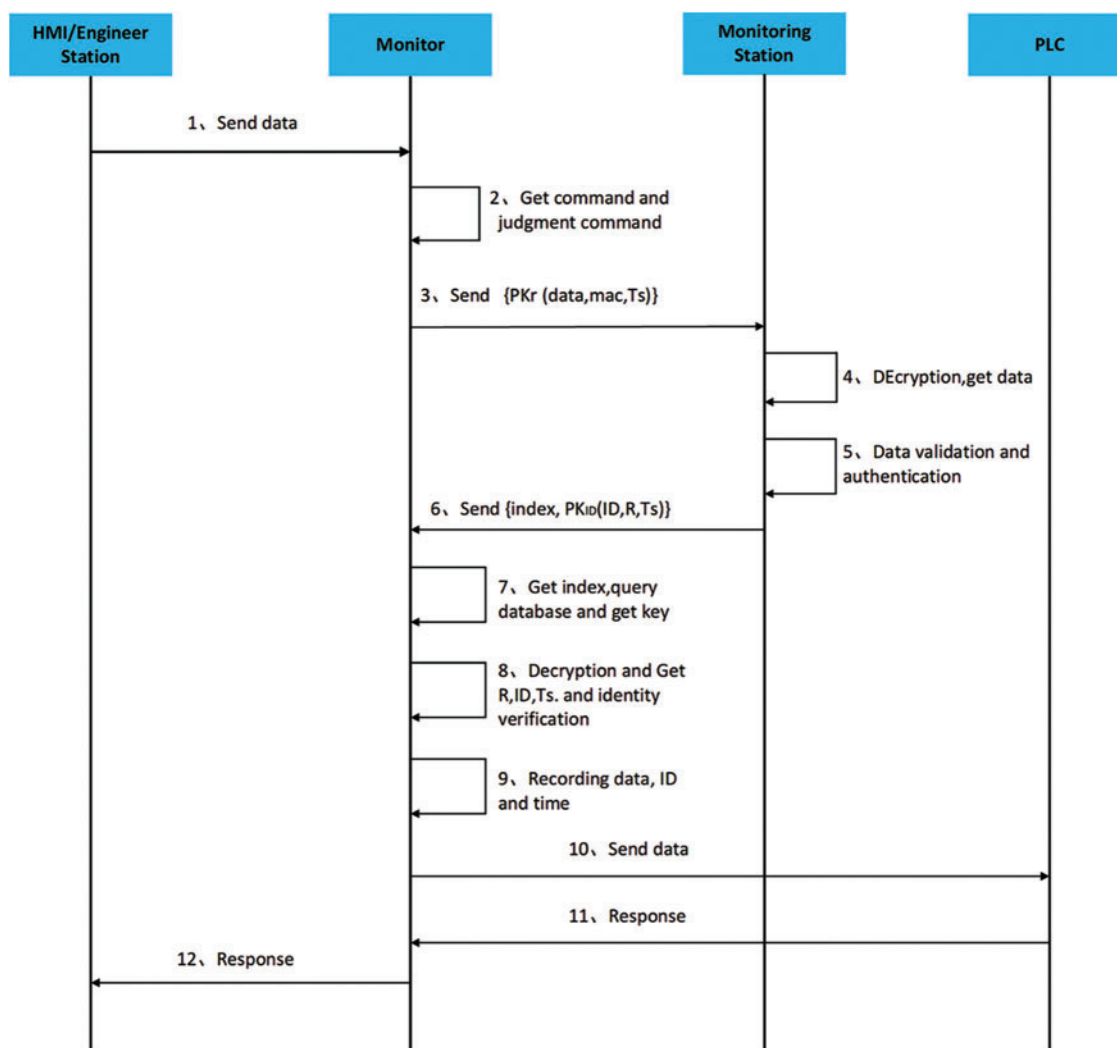 HMI/Engineer
Station
Monitor
Monitoring
Station
PLC
1、Send data
2、Get command and
judgment command
3、Send {PKr (data,mac,Ts)}
4、DEcryption,get data
5、Data validation and
authentication
6、Send {index, PKID(ID,R,Ts)}
7、Get index,query
database and get key
8、Decryption and Get
R,ID,Ts. and identity
verification
9、Recording data, ID
and time
10、Send data
11、Response
12、Response